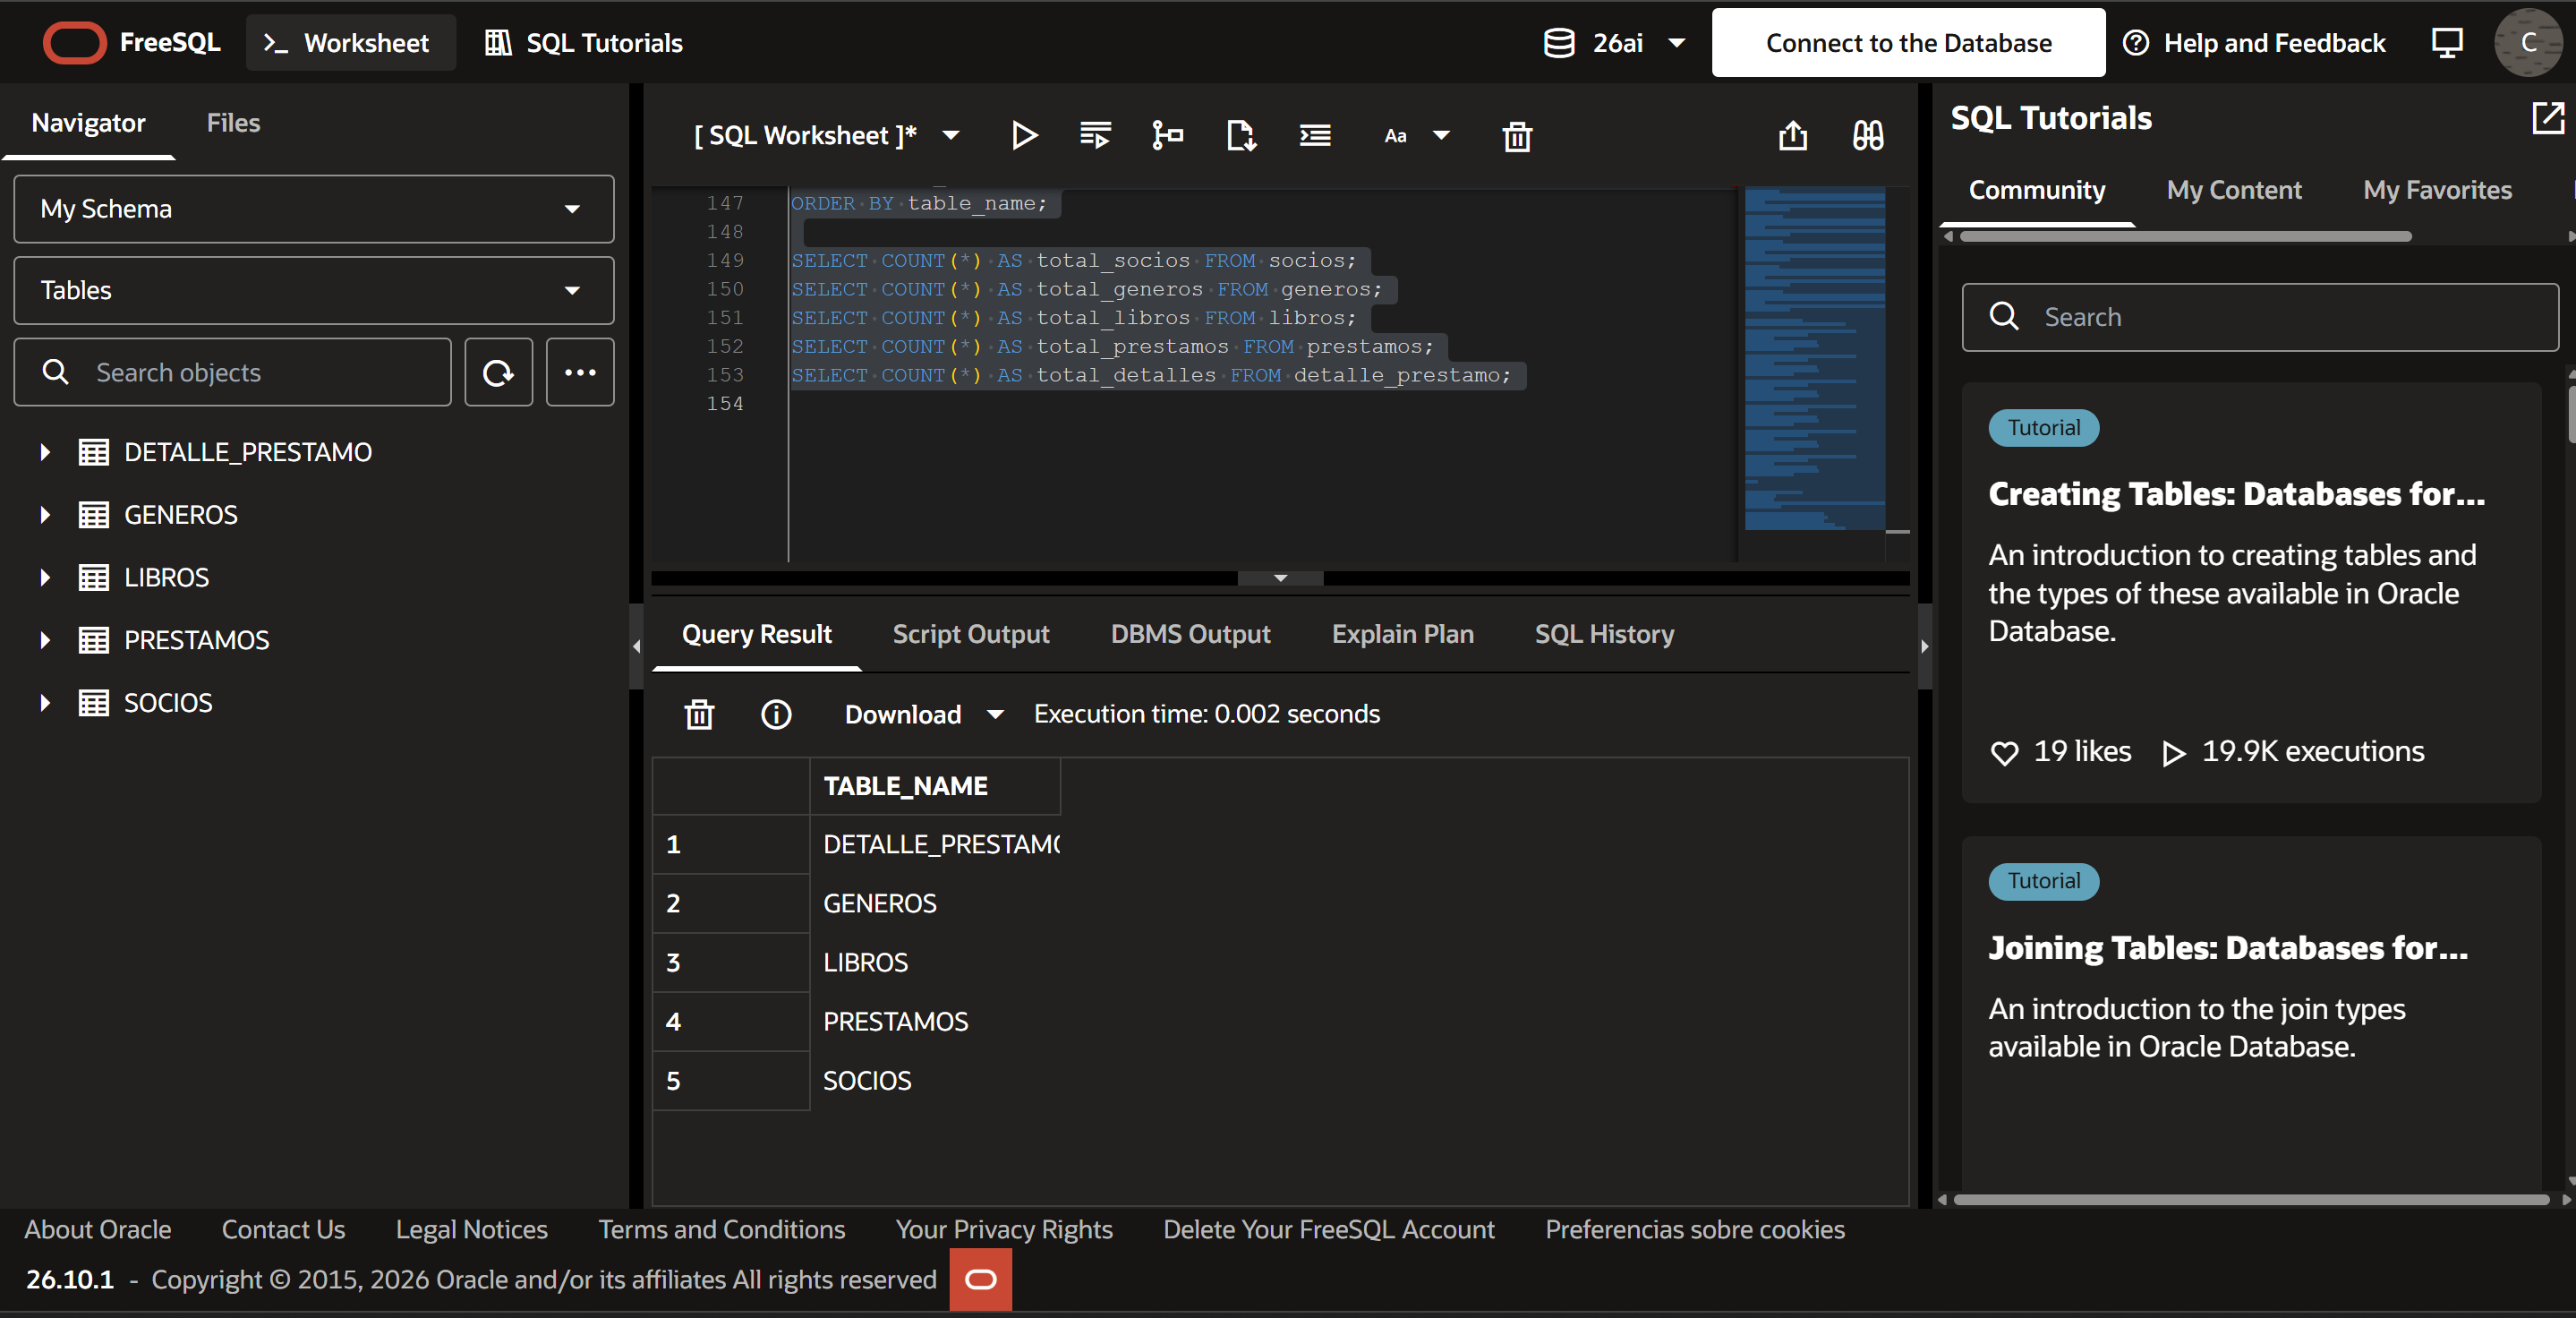 FreeSQL
Worksheet
SQL Tutorials
26ai
Connect to the Database
Help and Feedback
C
Navigator
Files
My Schema
Tables
Search objects
DETALLE_PRESTAMO
GENEROS
LIBROS
PRESTAMOS
SOCIOS
[ SQL Worksheet ]*
Aa
147 ORDER BY table_name;
148
149 SELECT COUNT(*) AS total_socios FROM socios;
150 SELECT COUNT(*) AS total_generos FROM generos;
151 SELECT COUNT(*) AS total_libros FROM libros;
152 SELECT COUNT(*) AS total_prestamos FROM prestamos;
153 SELECT COUNT(*) AS total_detalles FROM detalle_prestamo;
154
Query Result
Script Output
DBMS Output
Explain Plan
SQL History
Download
Execution time: 0.002 seconds
TABLE_NAME
1 DETALLE_PRESTAMO
2 GENEROS
3 LIBROS
4 PRESTAMOS
5 SOCIOS
SQL Tutorials
Community
My Content
My Favorites
Search
Tutorial
Creating Tables: Databases for...
An introduction to creating tables and
the types of these available in Oracle
Database.
19 likes
19.9K executions
Tutorial
Joining Tables: Databases for...
An introduction to the join types
available in Oracle Database.
About Oracle
Contact Us
Legal Notices
Terms and Conditions
Your Privacy Rights
Delete Your FreeSQL Account
Preferencias sobre cookies
26.10.1 - Copyright © 2015, 2026 Oracle and/or its affiliates All rights reserved